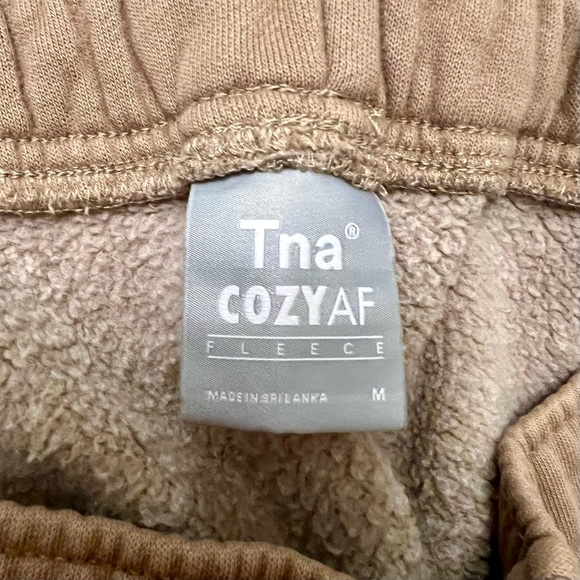 Tna®
COZYAF
FLEECE
MADE IN SRI LANKA M